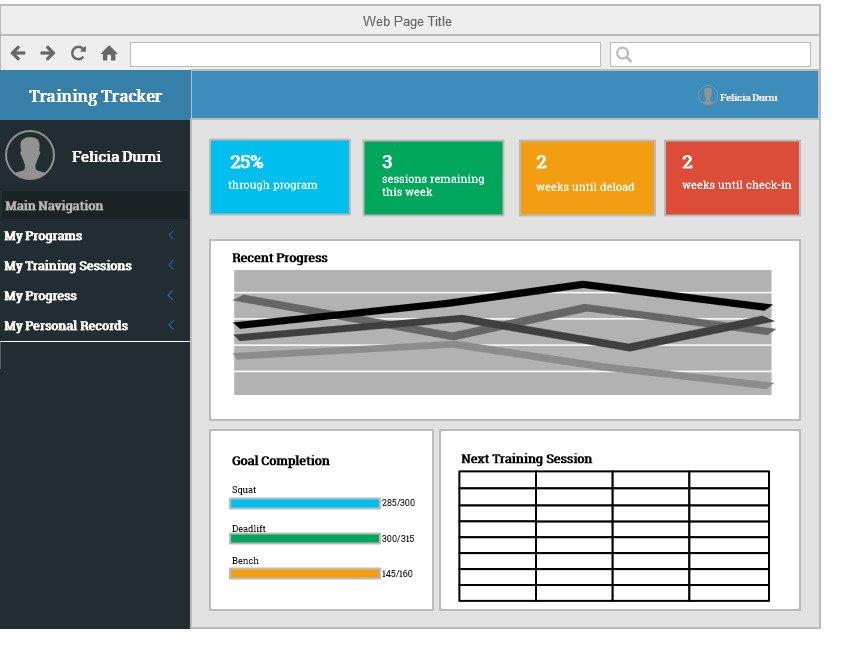 Web Page Title
Training Tracker
Felicia Durni
Felicia Durni
Main Navigation
My Programs
My Training Sessions
My Progress
My Personal Records
25%
through program
3
sessions remaining
this week
2
weeks until deload
2
weeks until check-in
Recent Progress
Goal Completion
Squat
285/300
Deadlift
300/315
Bench
145/160
Next Training Session